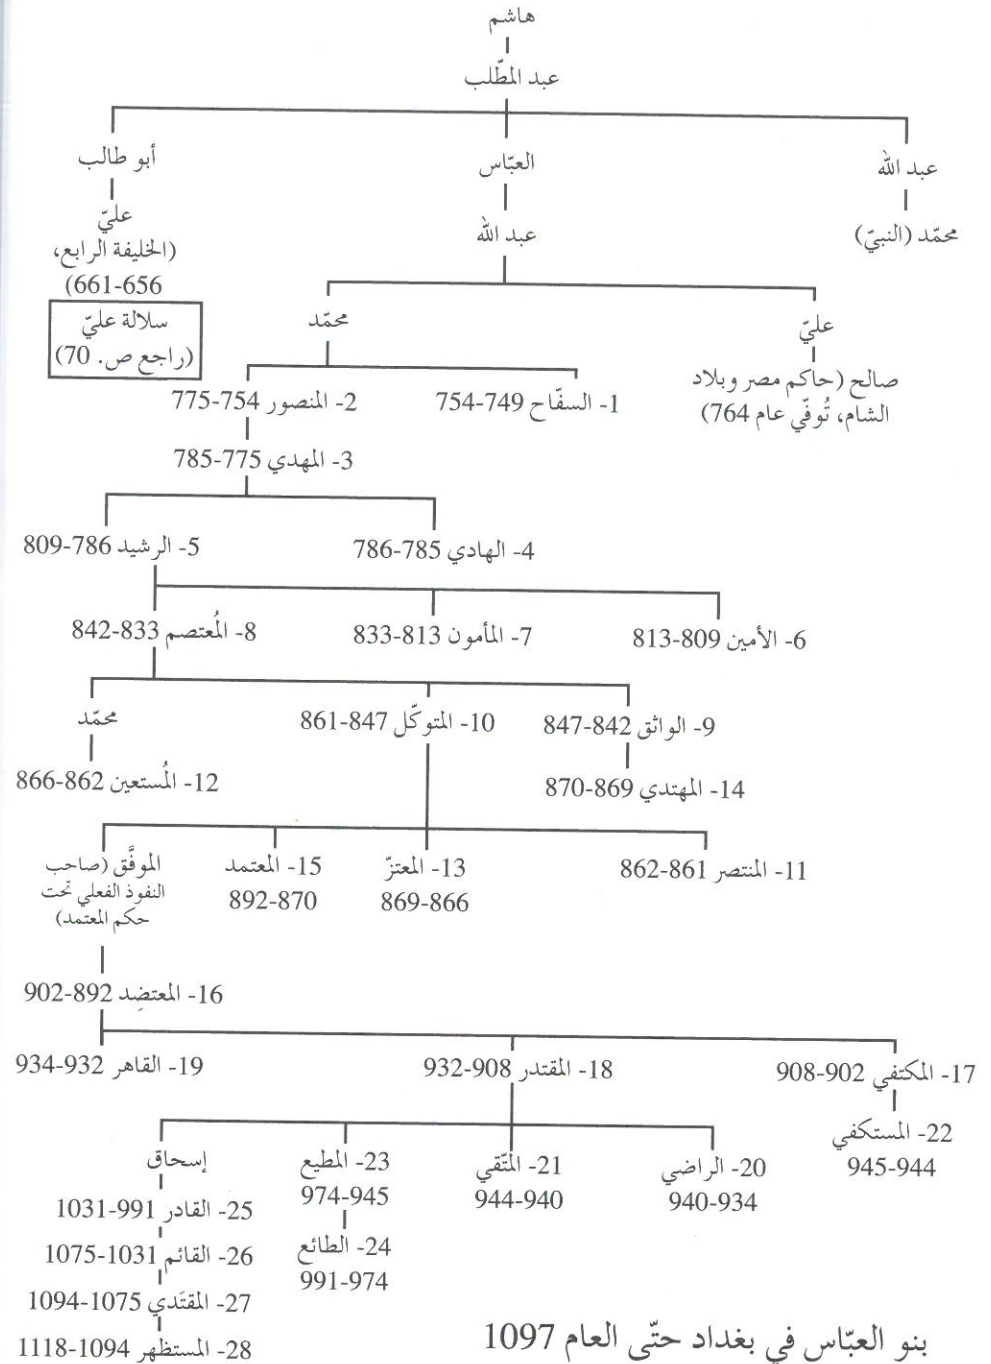 هاشم
عبد المطّلب
عبد الله
العبّاس
أبو طالب
محمّد (النبيّ)
عبد الله
عليّ
(الخليفة الرابع،
661-656)
سلالة عليّ
(راجع ص. 70)
عليّ
محمّد
صالح (حاكم مصر وبلاد
الشام، تُوفّي عام 764)
1- السفّاح 749-754
2- المنصور 754-775
3- المهدي 775-785
4- الهادي 785-786
5- الرشيد 786-809
6- الأمين 809-813
7- المأمون 813-833
8- المُعتصم 833-842
9- الواثق 842-847
10- المتوكّل 847-861
محمّد
14- المهتدي 869-870
12- المُستعين 862-866
11- المنتصر 861-862
13- المعتزّ
869-866
15- المعتمد
892-870
الموفَّق (صاحب
النفوذ الفعلي تحت
حكم المعتمد)
16- المعتضِد 892-902
17- المكتفي 902-908
18- المقتدر 908-932
19- القاهر 932-934
22- المستكفي
945-944
20- الراضي
940-934
21- المتّقي
944-940
23- المطيع
974-945
إسحاق
24- الطائع
991-974
25- القادر 991-1031
26- القائم 1031-1075
27- المقتَدي 1075-1094
28- المستظهر 1094-1118
بنو العبّاس في بغداد حتّى العام 1097